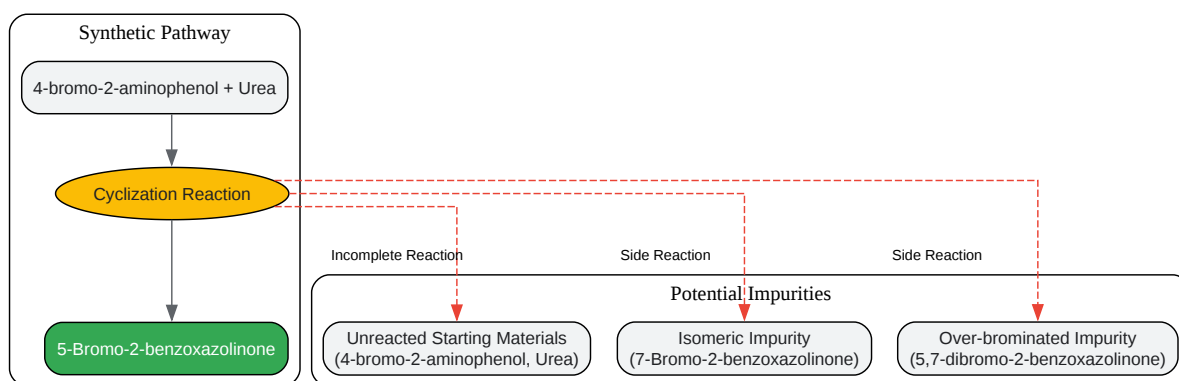 Synthetic Pathway
4-bromo-2-aminophenol + Urea
Cyclization Reaction
5-Bromo-2-benzoxazolinone
Incomplete Reaction
Side Reaction
Side Reaction
Potential Impurities
Unreacted Starting Materials
(4-bromo-2-aminophenol, Urea)
Isomeric Impurity
(7-Bromo-2-benzoxazolinone)
Over-brominated Impurity
(5,7-dibromo-2-benzoxazolinone)